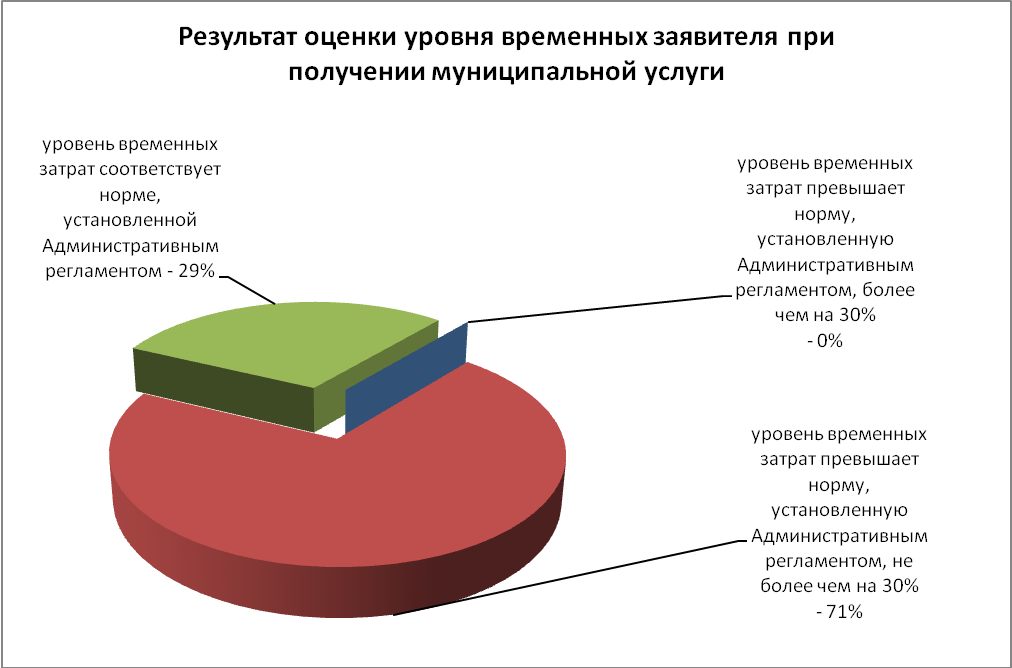 Результат оценки уровня временных заявителя при
получении муниципальной услуги
уровень временных
затрат соответствует
норме,
установленной
Административным
регламентом - 29%
уровень временных
затрат превышает
норму,
установленную
Административным
регламентом, более
чем на 30%
- 0%
уровень временных
затрат превышает
норму,
установленную
Административным
регламентом, не
более чем на 30%
- 71%